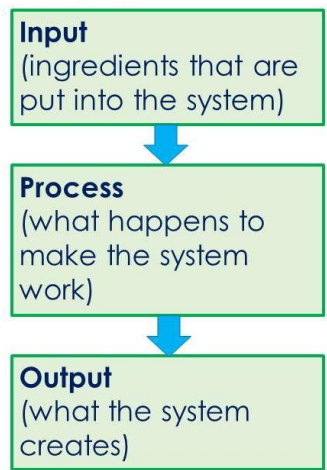 Input
(ingredients that are
put into the system)
Process
(what happens to
make the system
work)
Output
(what the system
creates)